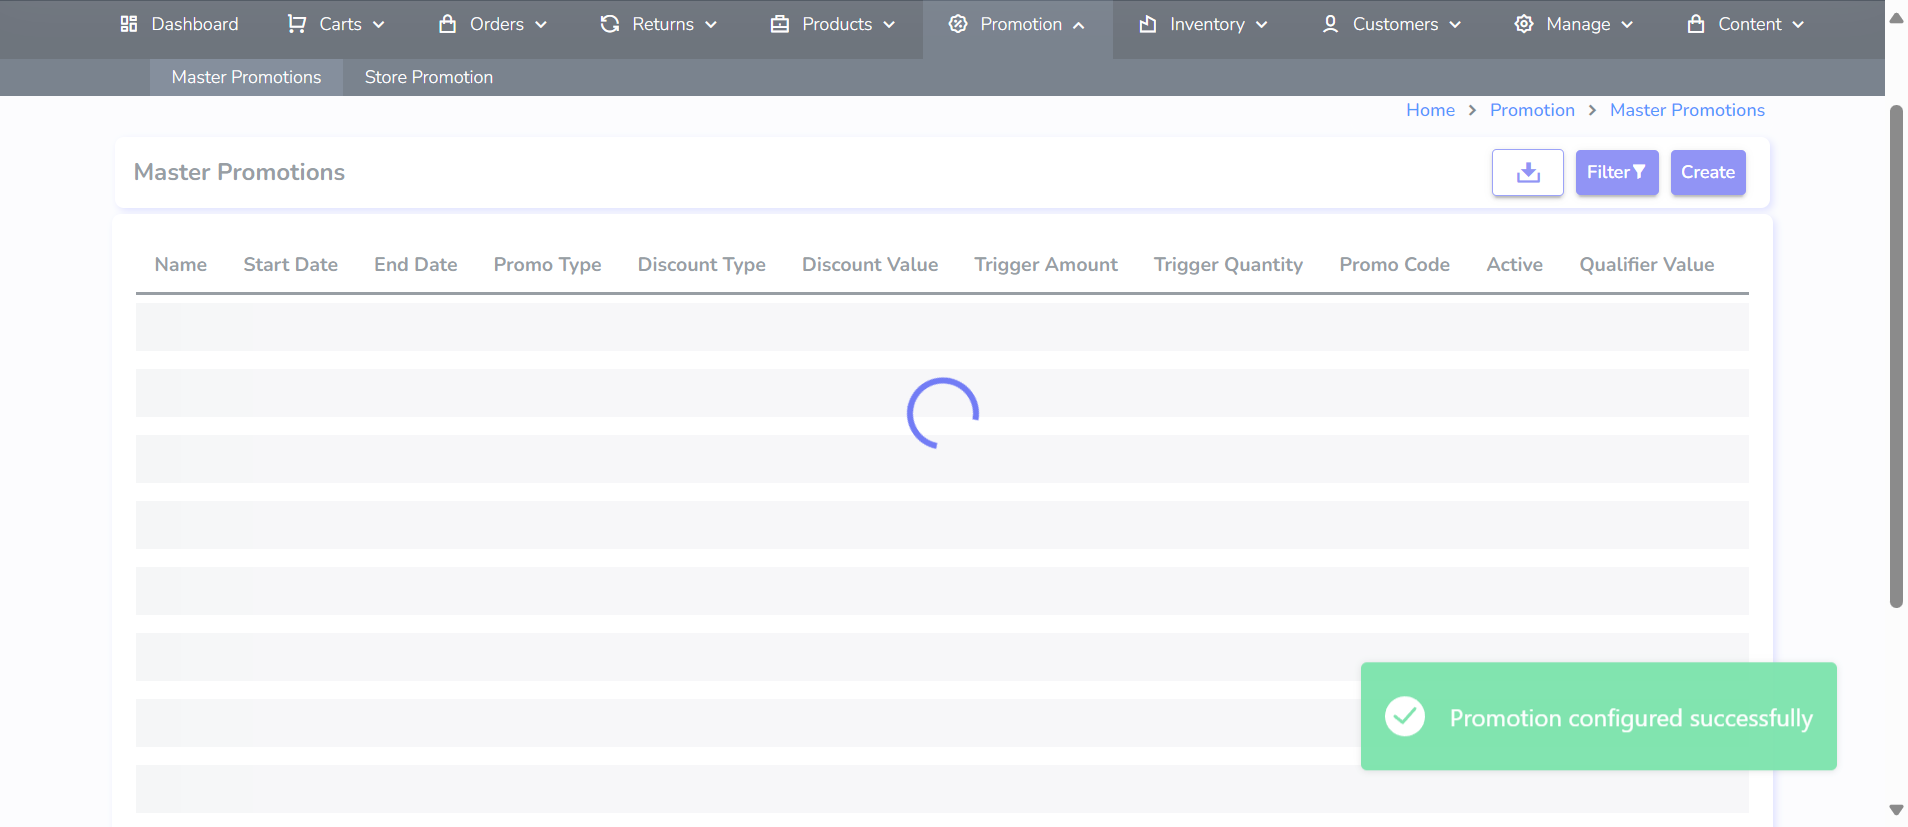 Dashboard Carts Orders Returns Products Promotion Inventory Customers Manage Content
Master Promotions Store Promotion
Home > Promotion > Master Promotions
Master Promotions Filter Create
Name Start Date End Date Promo Type Discount Type Discount Value Trigger Amount Trigger Quantity Promo Code Active Qualifier Value
Promotion configured successfully